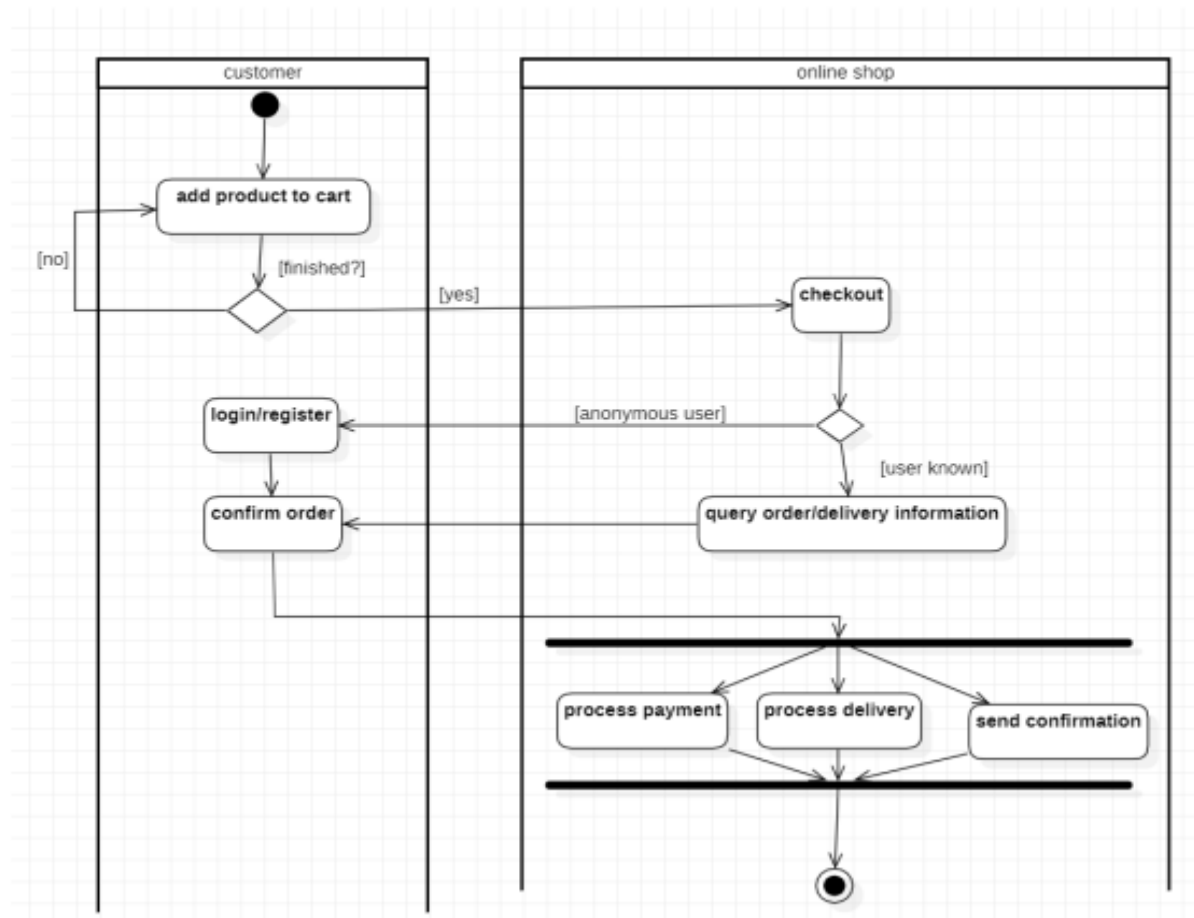 customer
online shop
add product to cart
[no]
[finished?]
[yes]
checkout
login/register
[anonymous user]
[user known]
confirm order
query order/delivery information
process payment
process delivery
send confirmation